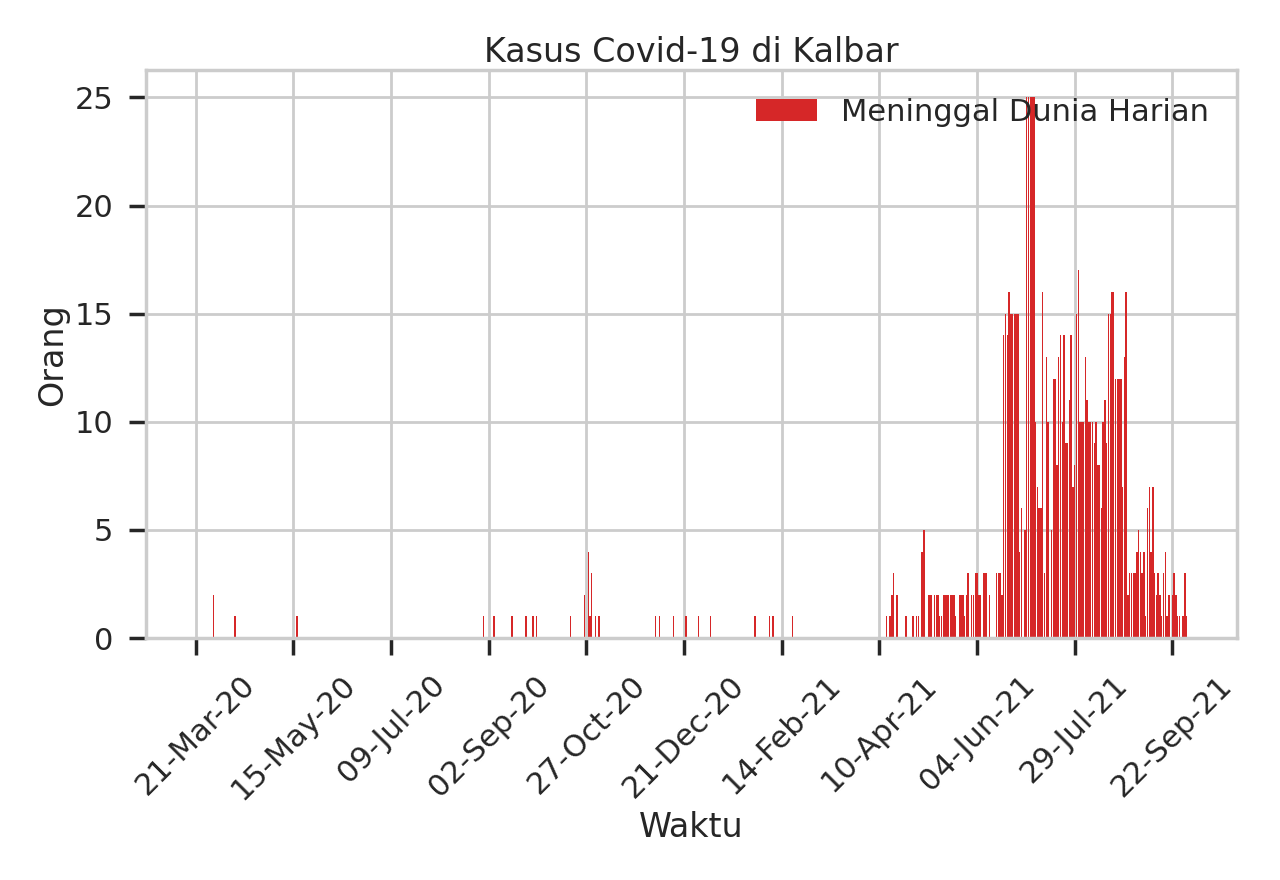 Kasus Covid-19 di Kalbar
Meninggal Dunia Harian
Orang
25
20
15
10
5
0
21-Mar-20
15-May-20
09-Jul-20
02-Sep-20
27-Oct-20
21-Dec-20
14-Feb-21
10-Apr-21
04-Jun-21
29-Jul-21
22-Sep-21
Waktu